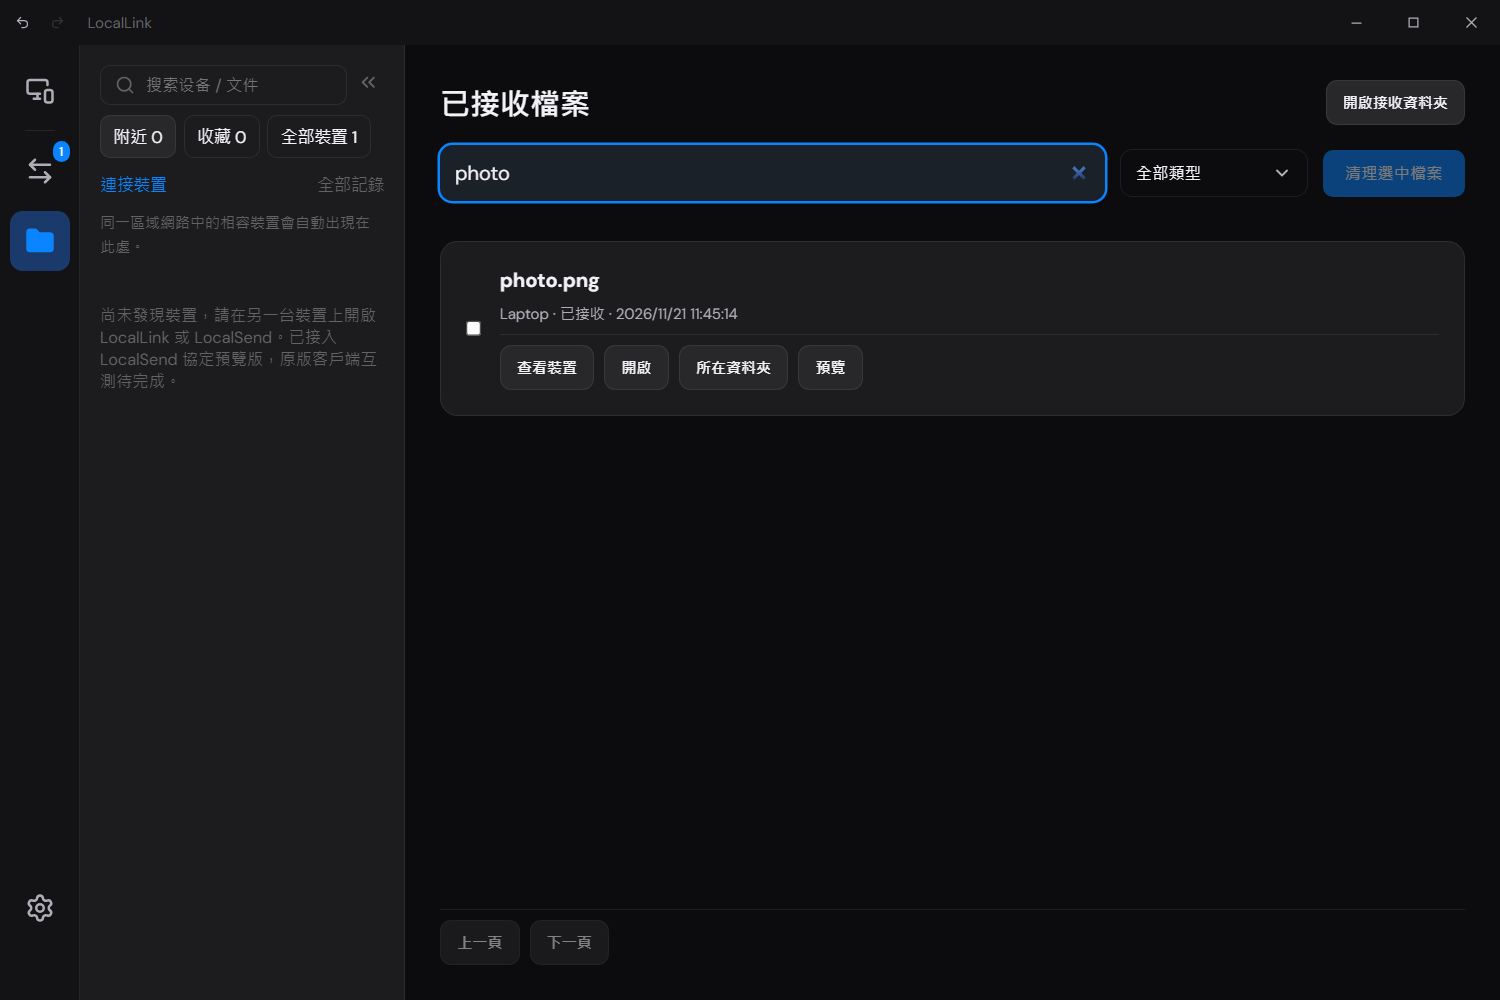 LocalLink
搜索设备 / 文件
附近 0
收藏 0
全部裝置 1
連接裝置
全部記錄
同一區域網路中的相容裝置會自動出現在
此處。
尚未發現裝置，請在另一台裝置上開啟
LocalLink 或 LocalSend。已接入
LocalSend 協定預覽版，原版客戶端互
測待完成。
1
已接收檔案
開啟接收資料夾
photo
全部類型
清理選中檔案
photo.png
Laptop · 已接收 · 2026/11/21 11:45:14
查看裝置
開啟
所在資料夾
預覽
上一頁
下一頁